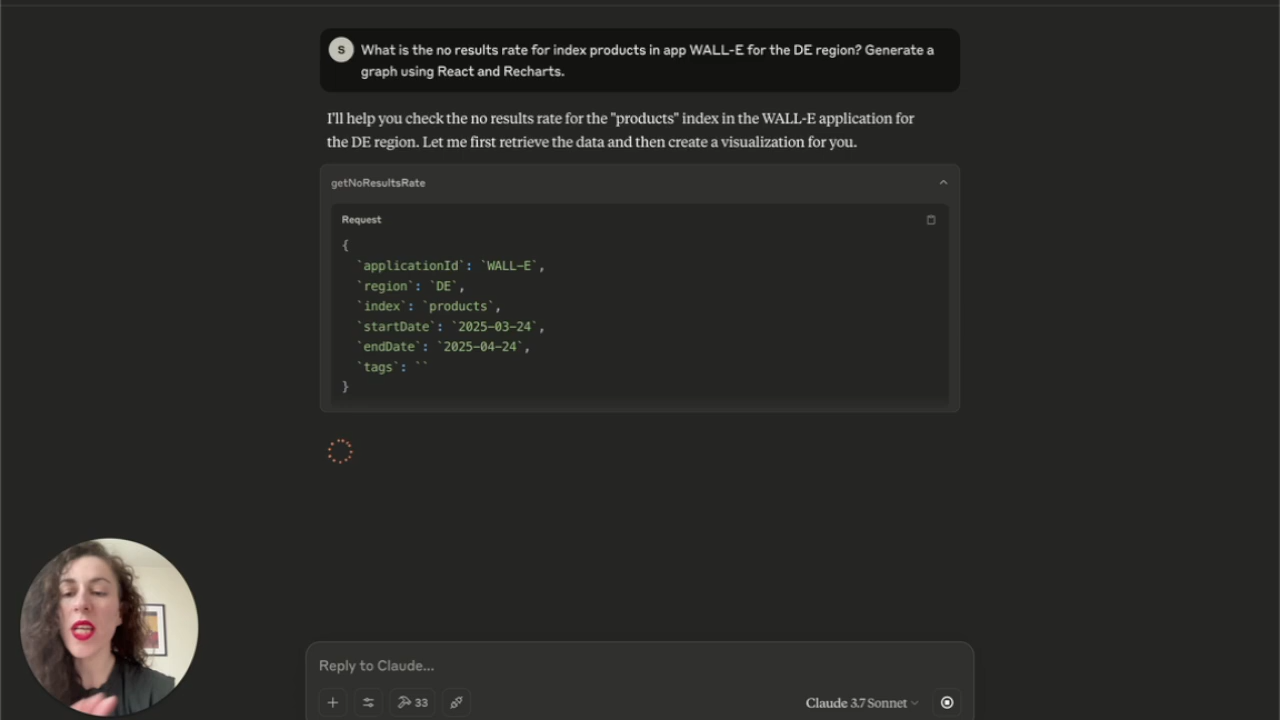 S
What is the no results rate for index products in app WALL-E for the DE region? Generate a
graph using React and Recharts.
I'll help you check the no results rate for the "products" index in the WALL-E application for
the DE region. Let me first retrieve the data and then create a visualization for you.
getNoResultsRate
Request
{
`applicationId`: `WALL-E`,
`region`: `DE`,
`index`: `products`,
`startDate`: `2025-03-24`,
`endDate`: `2025-04-24`,
`tags`: ``
}
Reply to Claude...
33
Claude 3.7 Sonnet